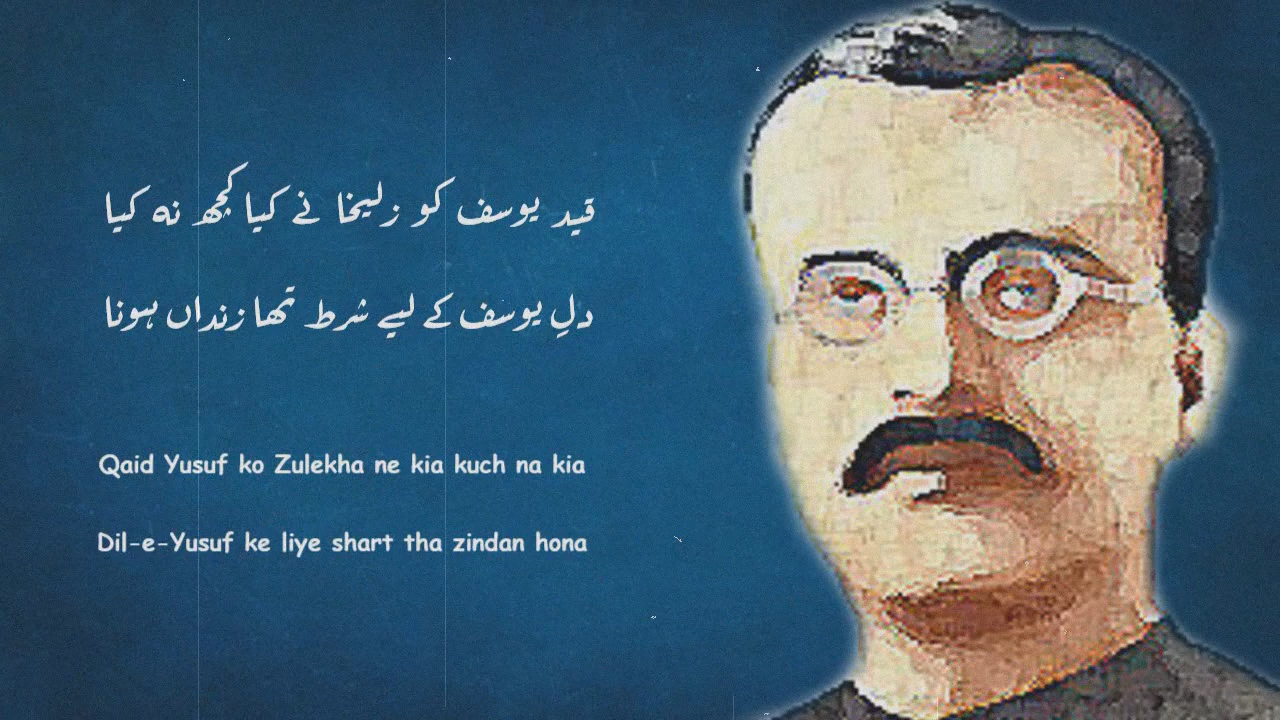 قید یوسف کو زلیخا نے کیا کچھ نہ کیا
دلِ یوسف کے لیے شرط تھا زنداں ہونا
Qaid Yusuf ko Zulekha ne kia kuch na kia
Dil-e-Yusuf ke liye shart tha zindan hona